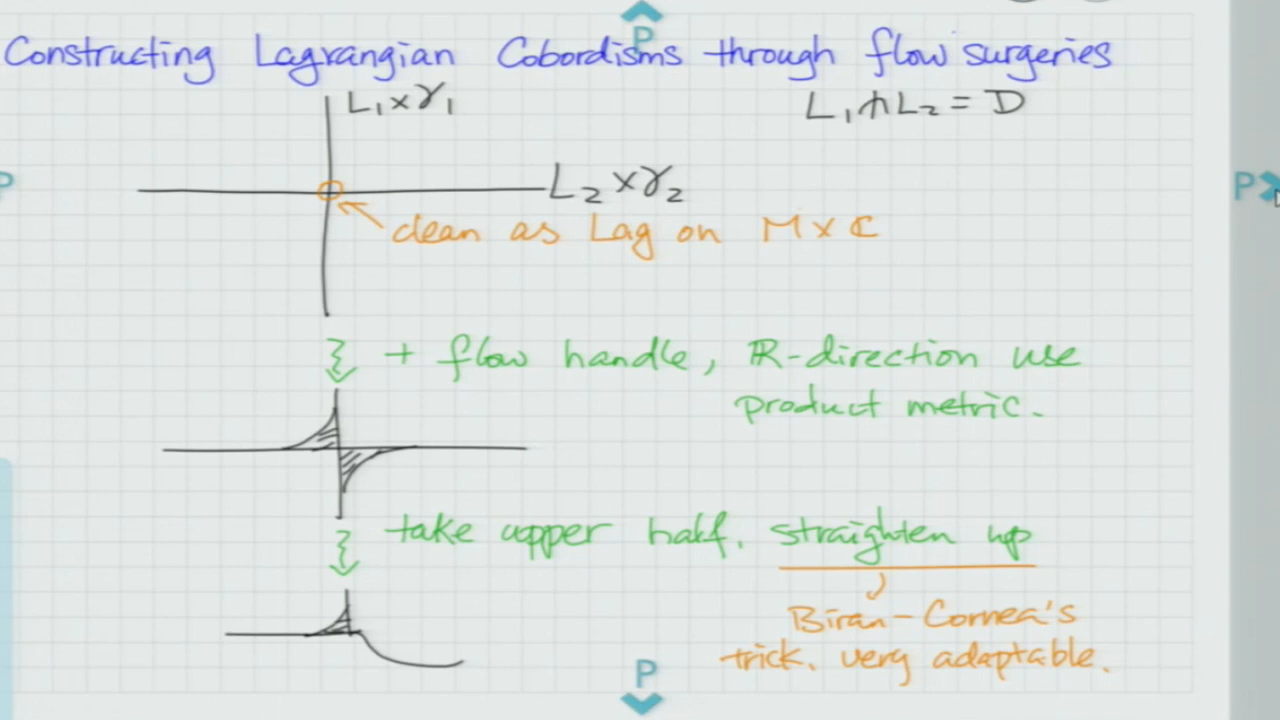 P
Constructing Lagrangian Cobordisms through flow surgeries
L₁×γ₁
L₁⋔L₂ = D
P
L₂×γ₂
P
clean as Lag on M×ℂ
+ flow handle, ℝ-direction use
product metric.
take upper half. straighten up
Biran-Cornea's
trick. very adaptable.
P